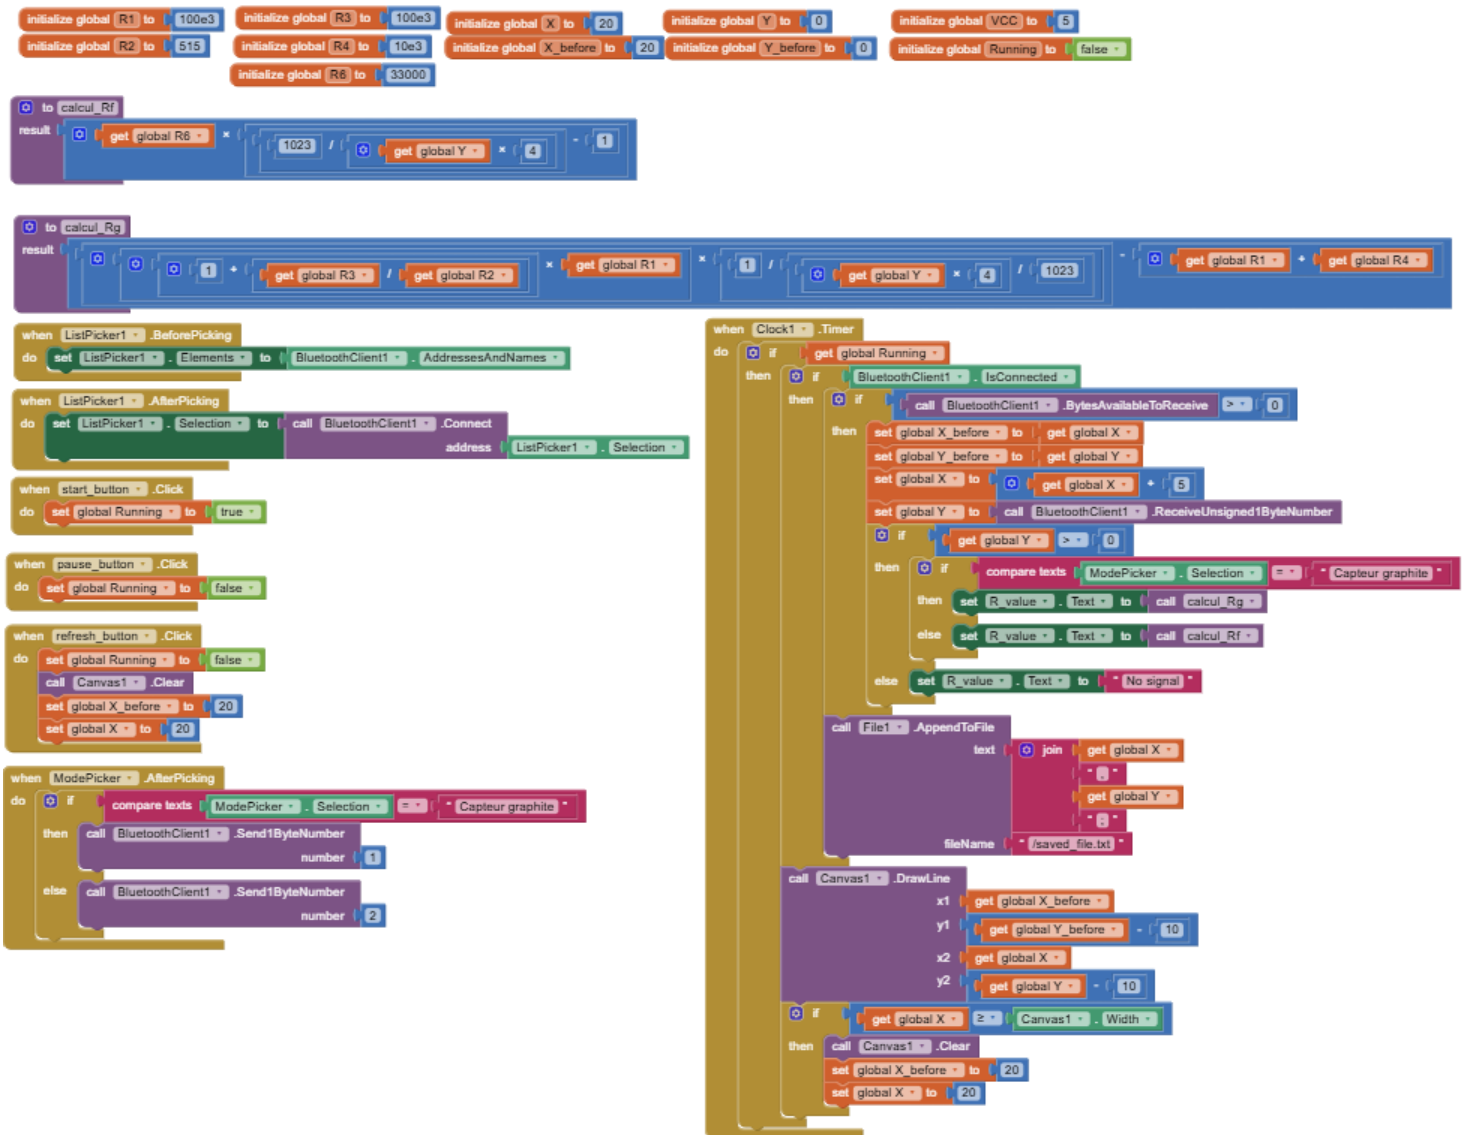 initialize global R1 to 100e3
initialize global R2 to 515
initialize global R3 to 100e3
initialize global R4 to 10e3
initialize global R6 to 33000
initialize global X to 20
initialize global X_before to 20
initialize global Y to 0
initialize global Y_before to 0
initialize global VCC to 5
initialize global Running to false
to calcul_Rf
result get global R6 × 1023 / get global Y × 4 - 1
to calcul_Rg
result 1 + get global R3 / get global R2 × get global R1 × 1 / get global Y × 4 / 1023 - get global R1 + get global R4
when ListPicker1 .BeforePicking
do set ListPicker1 . Elements to BluetoothClient1 . AddressesAndNames
when ListPicker1 .AfterPicking
do set ListPicker1 . Selection to call BluetoothClient1 .Connect
address ListPicker1 . Selection
when start_button .Click
do set global Running to true
when pause_button .Click
do set global Running to false
when refresh_button .Click
do set global Running to false
call Canvas1 .Clear
set global X_before to 20
set global X to 20
when ModePicker .AfterPicking
do if compare texts ModePicker . Selection = " Capteur graphite "
then call BluetoothClient1 .Send1ByteNumber
number 1
else call BluetoothClient1 .Send1ByteNumber
number 2
when Clock1 .Timer
do if get global Running
then if BluetoothClient1 . IsConnected
then if call BluetoothClient1 .BytesAvailableToReceive > 0
then set global X_before to get global X
set global Y_before to get global Y
set global X to get global X + 5
set global Y to call BluetoothClient1 .ReceiveUnsigned1ByteNumber
if get global Y > 0
then if compare texts ModePicker . Selection = " Capteur graphite "
then set R_value . Text to call calcul_Rg
else set R_value . Text to call calcul_Rf
else set R_value . Text to " No signal "
call File1 .AppendToFile
text join get global X
get global Y
fileName " /saved_file.txt "
call Canvas1 .DrawLine
x1 get global X_before
y1 get global Y_before - 10
x2 get global X
y2 get global Y - 10
if get global X ≥ Canvas1 . Width
then call Canvas1 .Clear
set global X_before to 20
set global X to 20